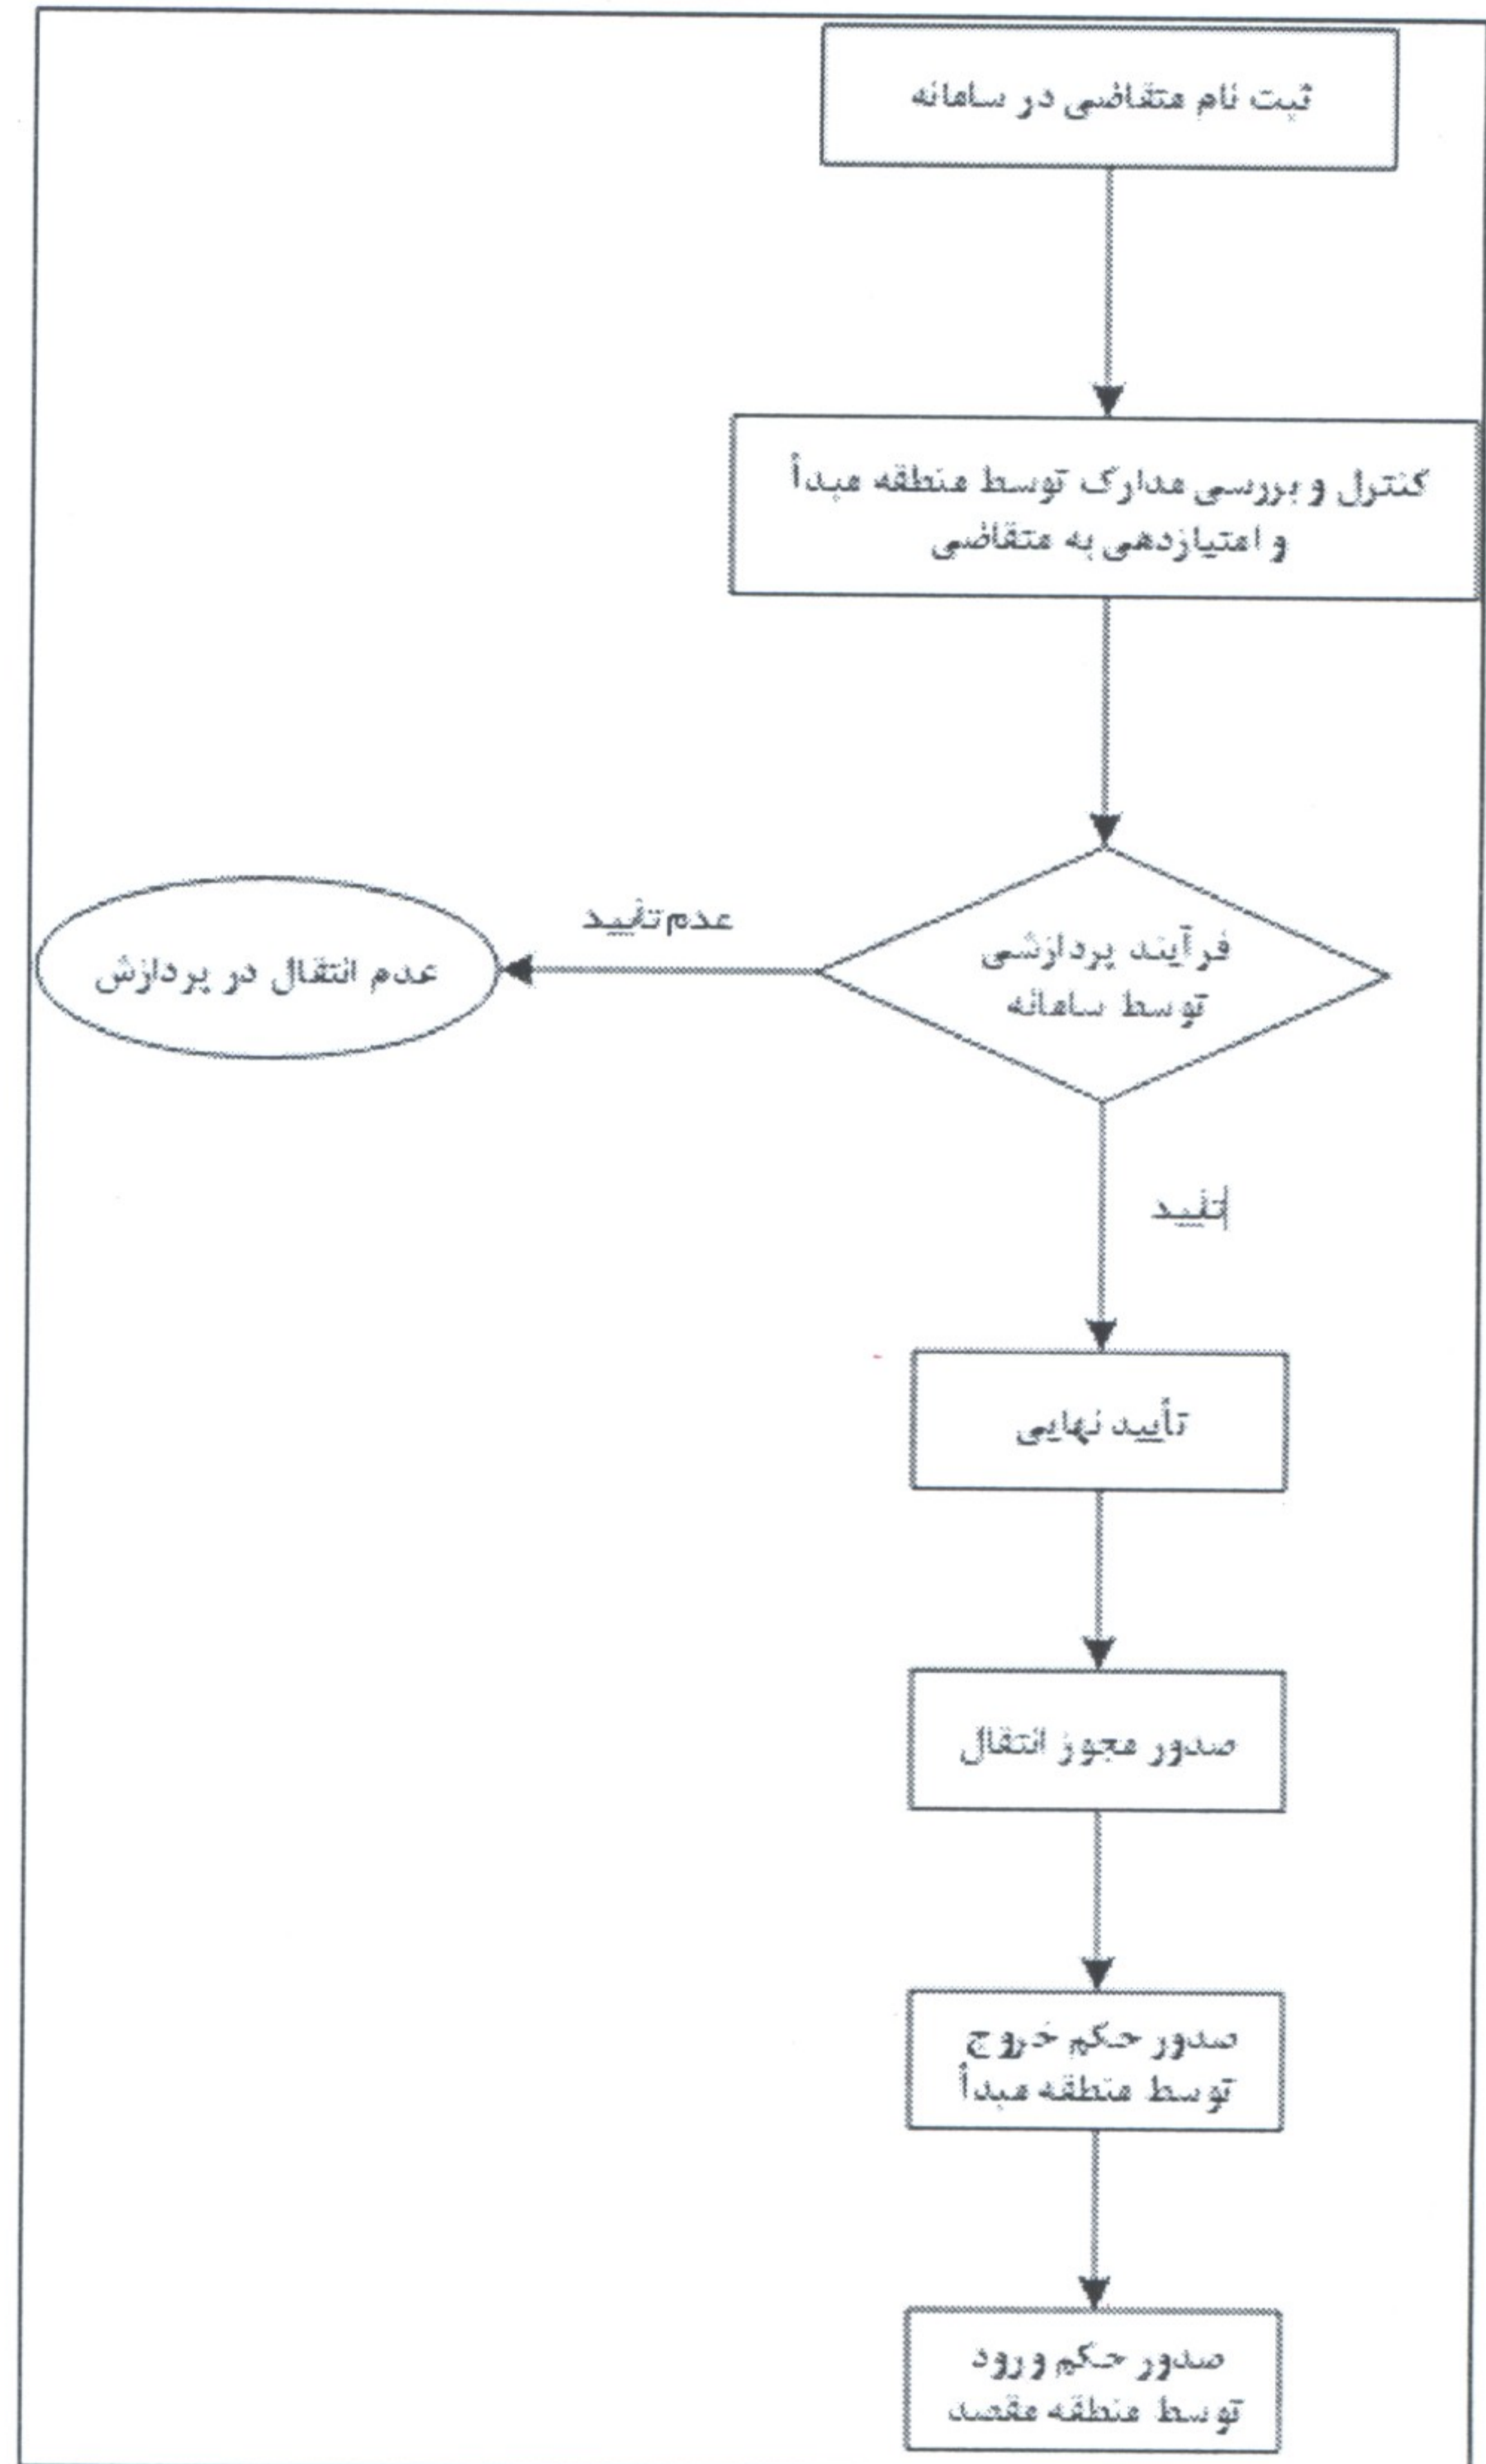 ثبت نام متقاضی در سامانه
کنترل و بررسی مدارک توسط منطقه مبدأ
و امتیازدهی به متقاضی
فرآیند پردازشی
توسط سامانه
عدم تأیید
عدم انتقال در پردازش
تأیید
تأیید نهایی
صدور مجوز انتقال
صدور حکم خروج
توسط منطقه مبدأ
صدور حکم ورود
توسط منطقه مقصد